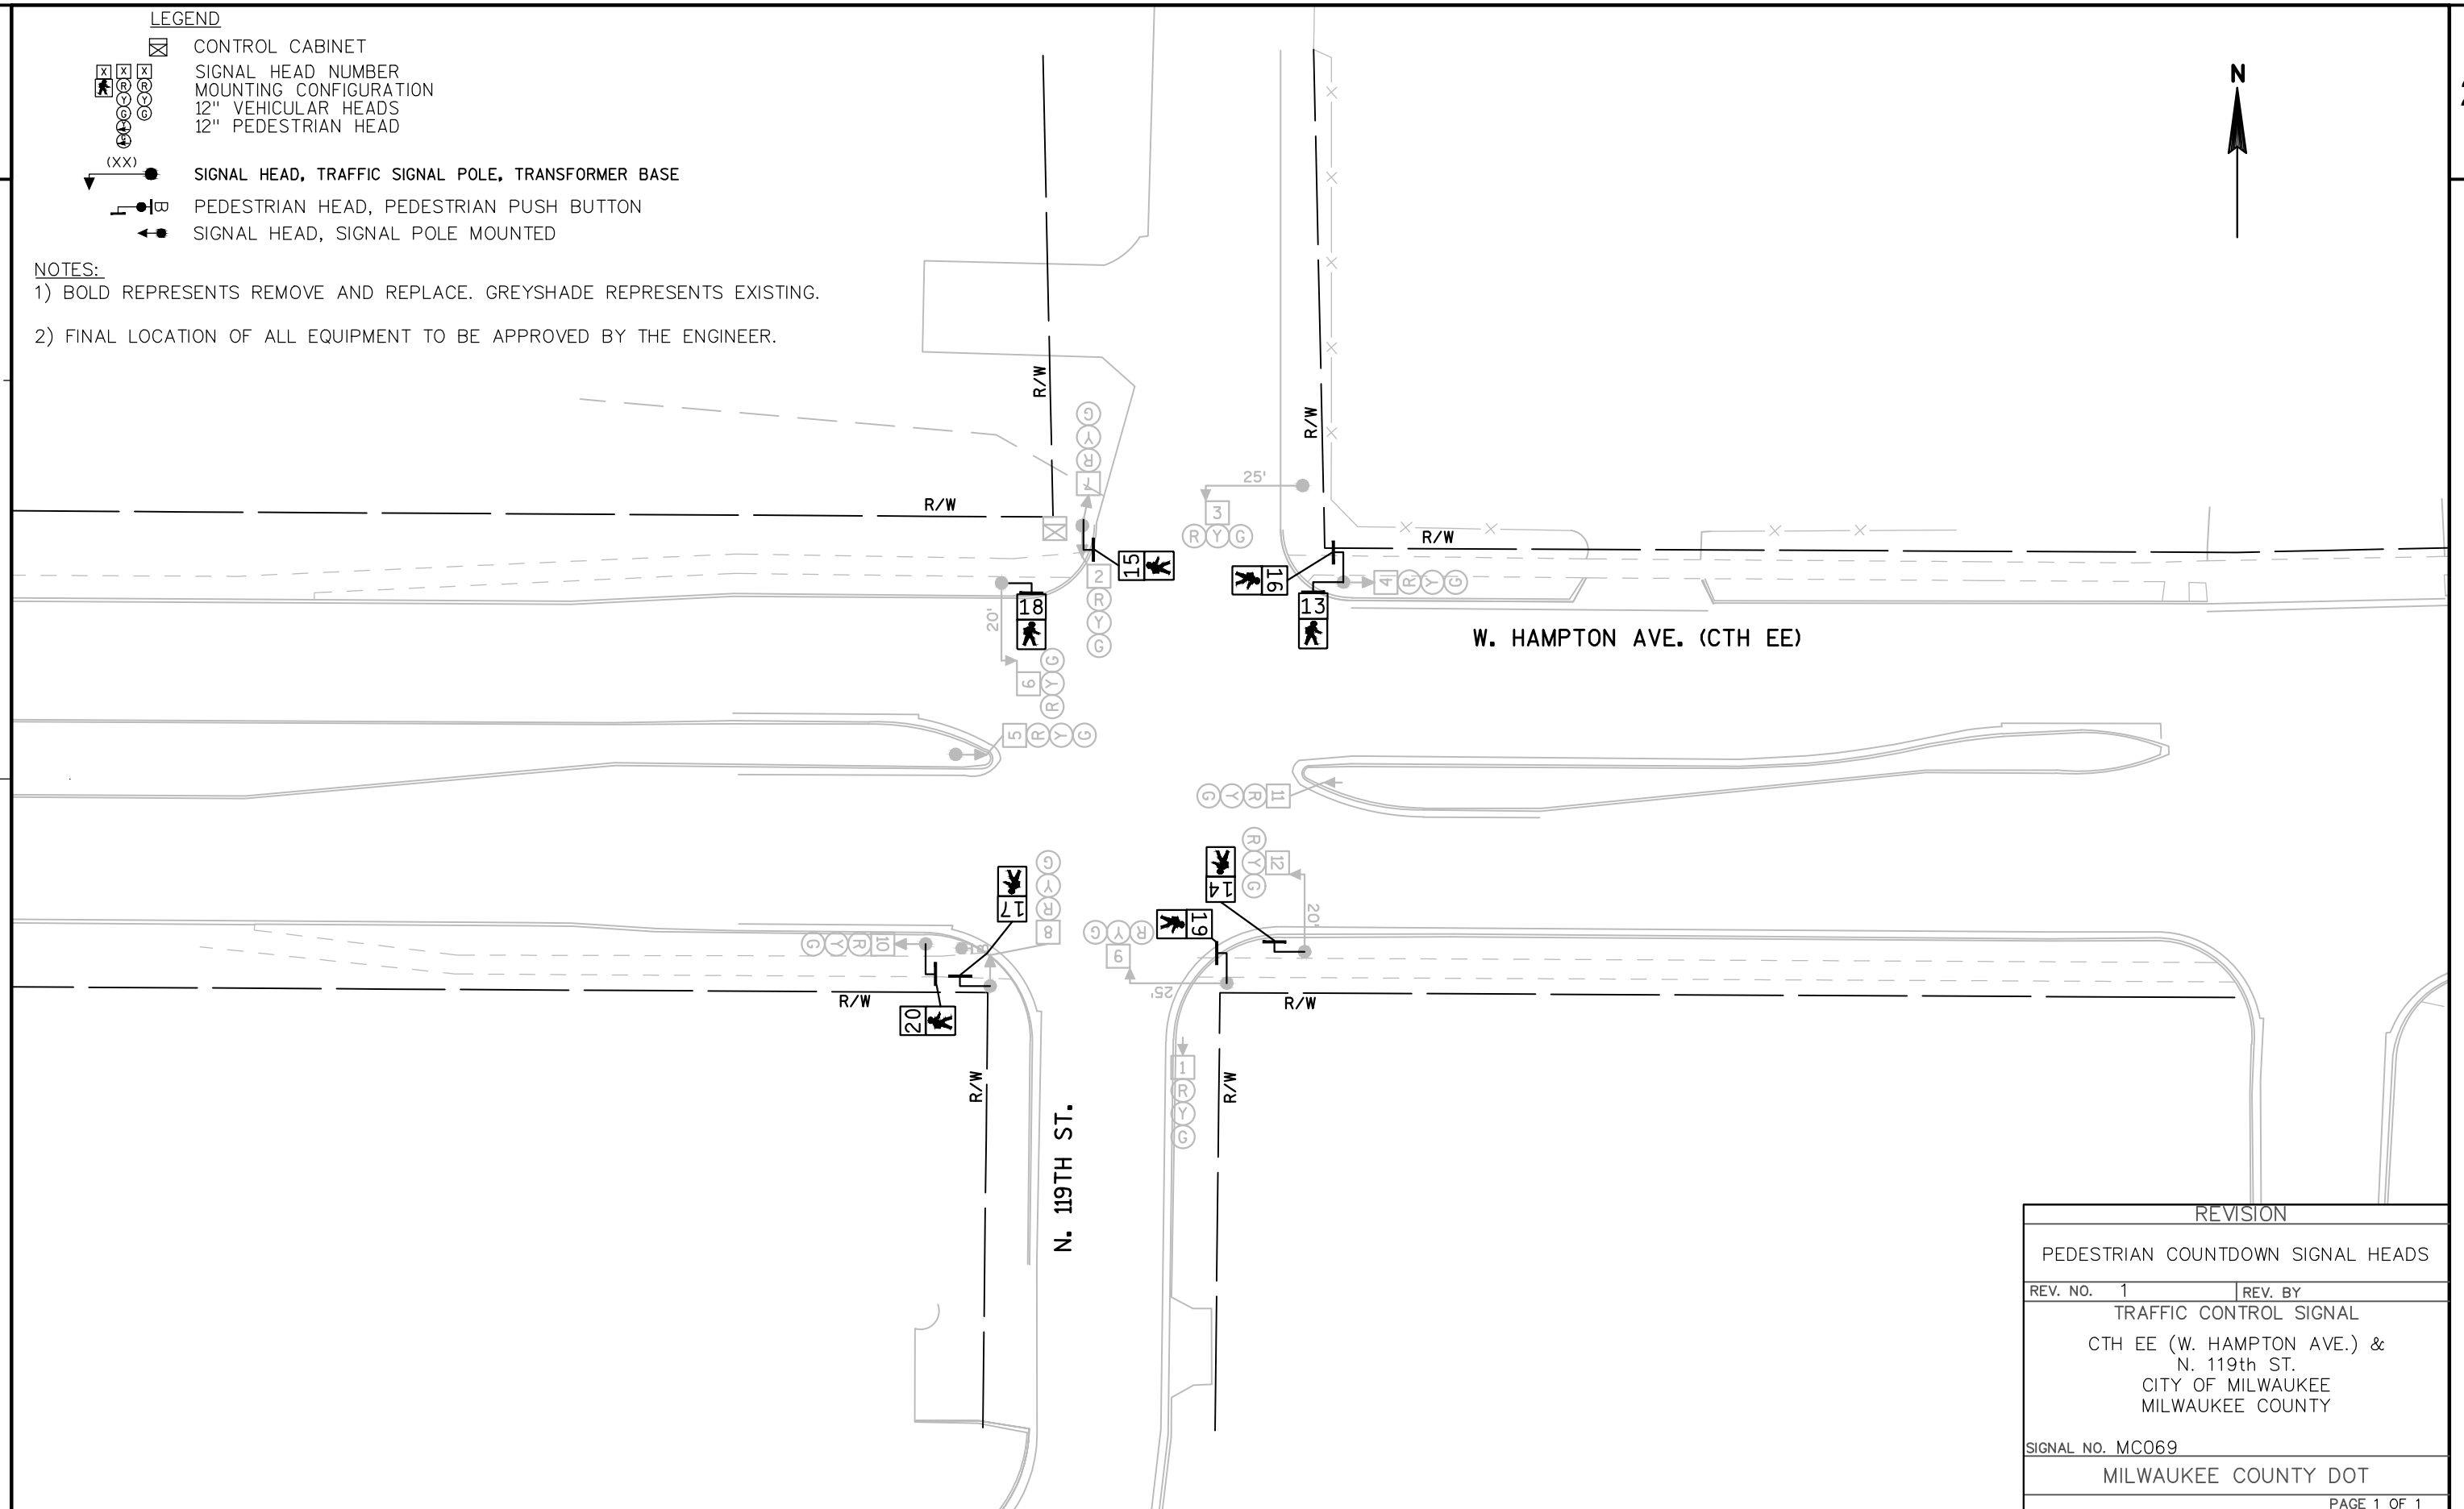 LEGEND
CONTROL CABINET
X X X
SIGNAL HEAD NUMBER
R R
MOUNTING CONFIGURATION
Y Y
12" VEHICULAR HEADS
G G
12" PEDESTRIAN HEAD
(XX)
SIGNAL HEAD, TRAFFIC SIGNAL POLE, TRANSFORMER BASE
B
PEDESTRIAN HEAD, PEDESTRIAN PUSH BUTTON
SIGNAL HEAD, SIGNAL POLE MOUNTED
NOTES:
1) BOLD REPRESENTS REMOVE AND REPLACE. GREYSHADE REPRESENTS EXISTING.
2) FINAL LOCATION OF ALL EQUIPMENT TO BE APPROVED BY THE ENGINEER.
N
2
R/W
R/W
7 R Y G
25'
3
R Y G
R/W
R/W
15
2
R
Y
G
16
4 R Y G
18
20'
13
W. HAMPTON AVE. (CTH EE)
6
R Y G
5 R Y G
11 R Y G
12
R Y G
14
17
8 R Y G
19
20'
9
R Y G
25'
10 R Y G
B
20
R/W
R/W
R/W
R/W
1
R
Y
G
N. 119TH ST.
REVISION
PEDESTRIAN COUNTDOWN SIGNAL HEADS
REV. NO. 1 REV. BY
TRAFFIC CONTROL SIGNAL
CTH EE (W. HAMPTON AVE.) &
N. 119th ST.
CITY OF MILWAUKEE
MILWAUKEE COUNTY
SIGNAL NO. MC069
MILWAUKEE COUNTY DOT
PAGE 1 OF 1